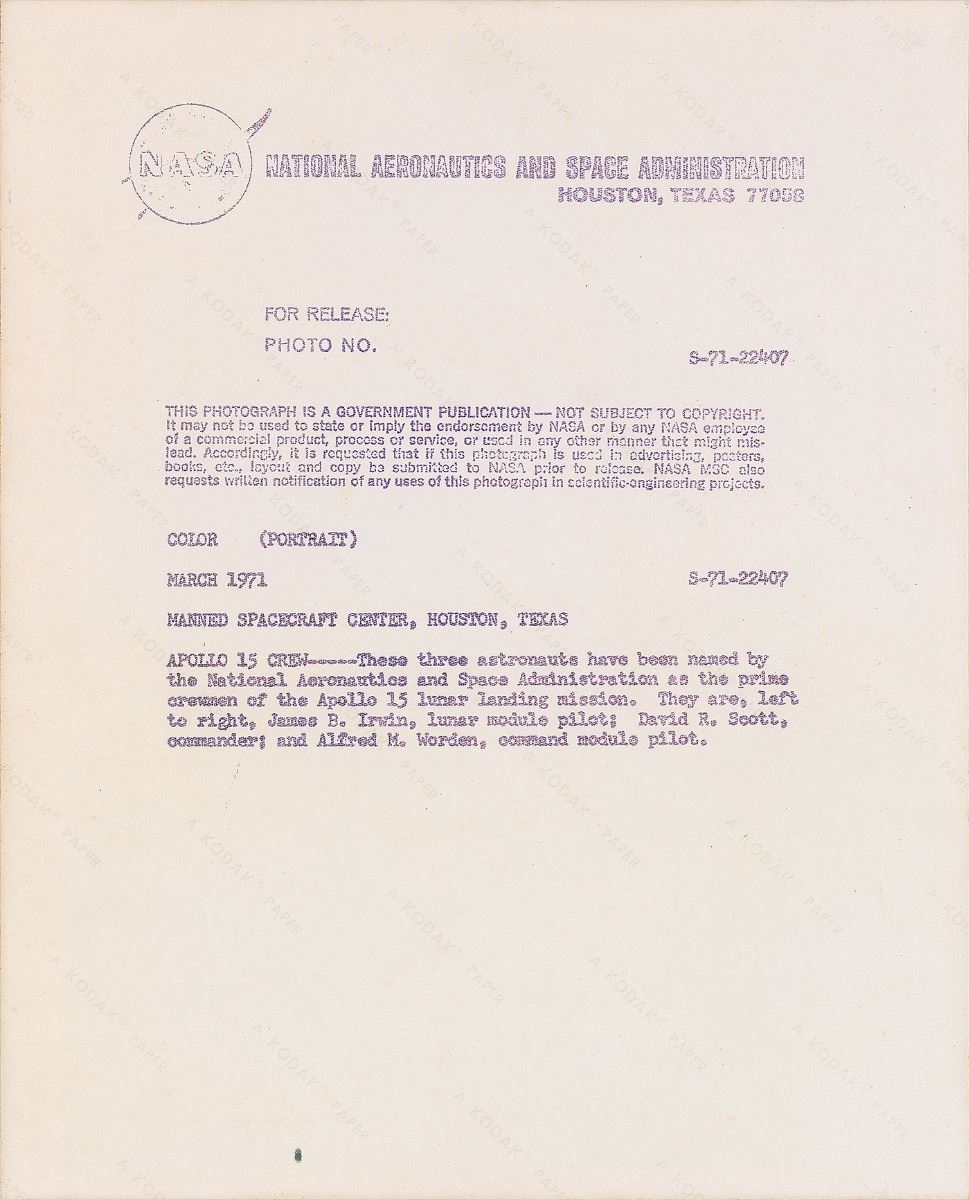 NASA
NATIONAL AERONAUTICS AND SPACE ADMINISTRATION
HOUSTON, TEXAS 77058
FOR RELEASE:
PHOTO NO.
S-71-22407
THIS PHOTOGRAPH IS A GOVERNMENT PUBLICATION — NOT SUBJECT TO COPYRIGHT.
It may not be used to state or imply the endorsement by NASA or by any NASA employee
of a commercial product, process or service, or used in any other manner that might mis-
lead. Accordingly, it is requested that if this photograph is used in advertising, posters,
books, etc., layout and copy be submitted to NASA prior to release. NASA MSC also
requests written notification of any uses of this photograph in scientific-engineering projects.
COLOR (PORTRAIT)
MARCH 1971 S-71-22407
MANNED SPACECRAFT CENTER, HOUSTON, TEXAS
APOLLO 15 CREW-----These three astronauts have been named by
the National Aeronautics and Space Administration as the prime
crewmen of the Apollo 15 lunar landing mission. They are, left
to right, James B. Irwin, lunar module pilot; David R. Scott,
commander; and Alfred M. Worden, command module pilot.
A KODAK® PAPER